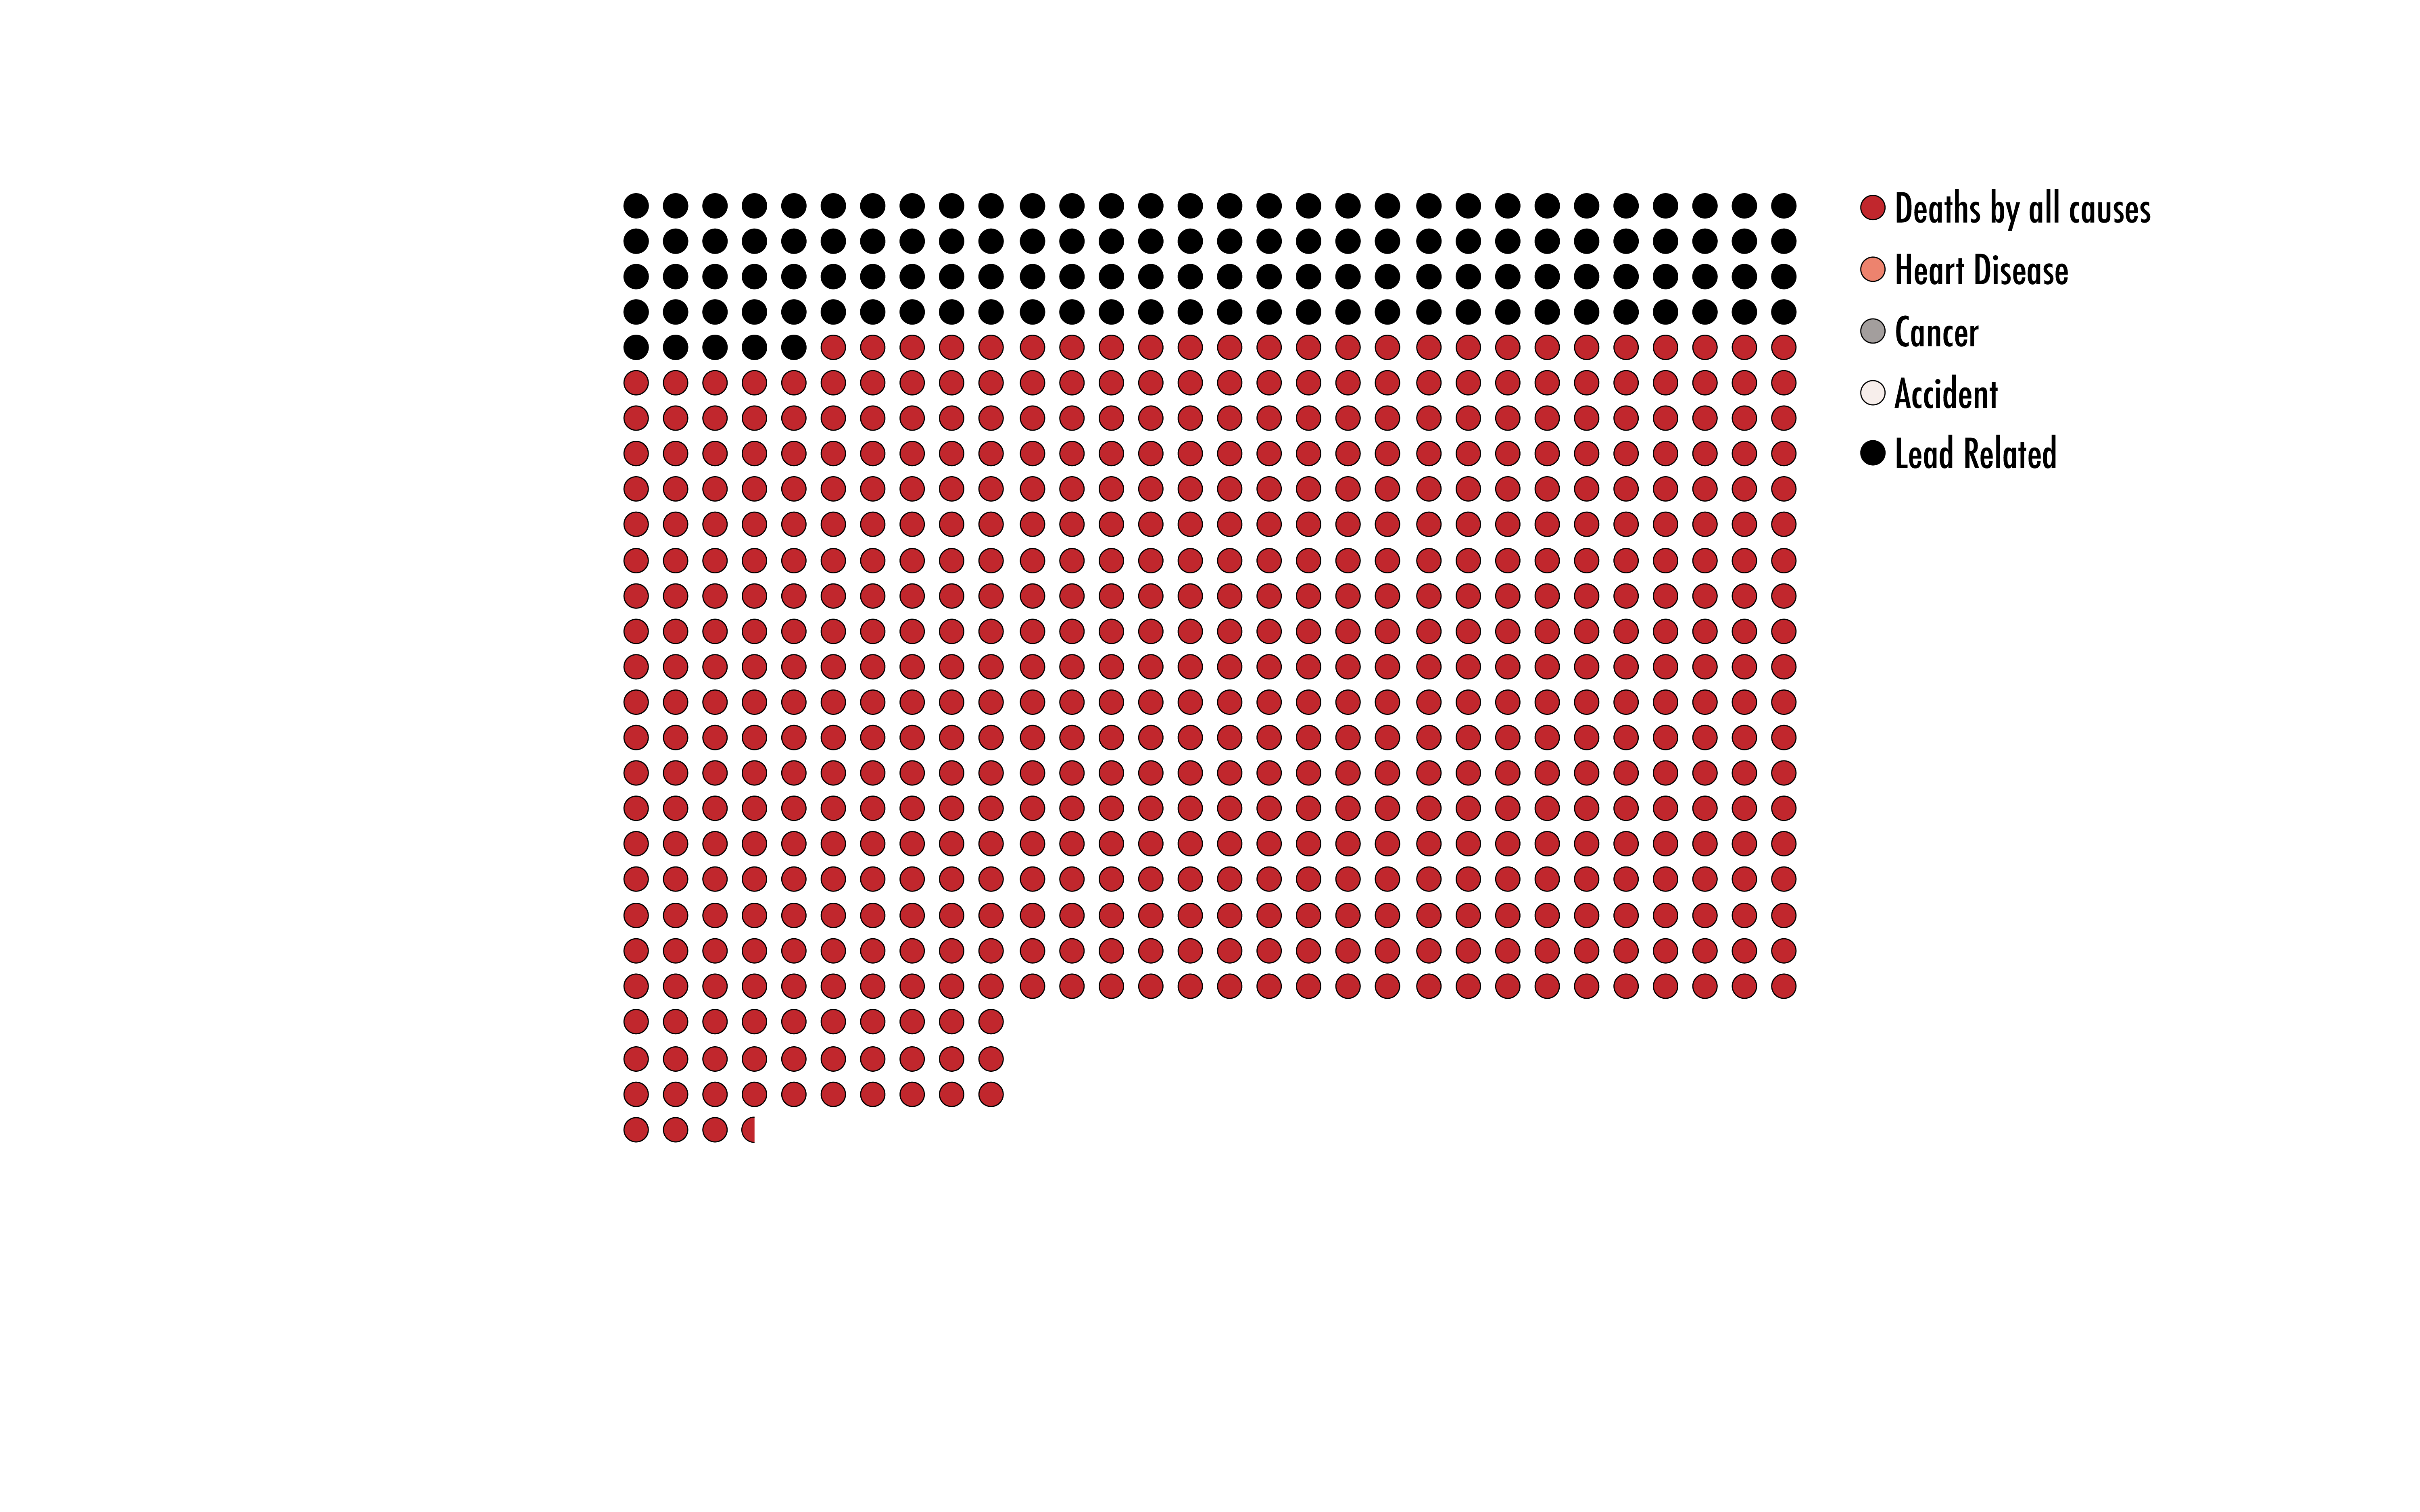 Deaths by all causes
Heart Disease
Cancer
Accident
Lead Related